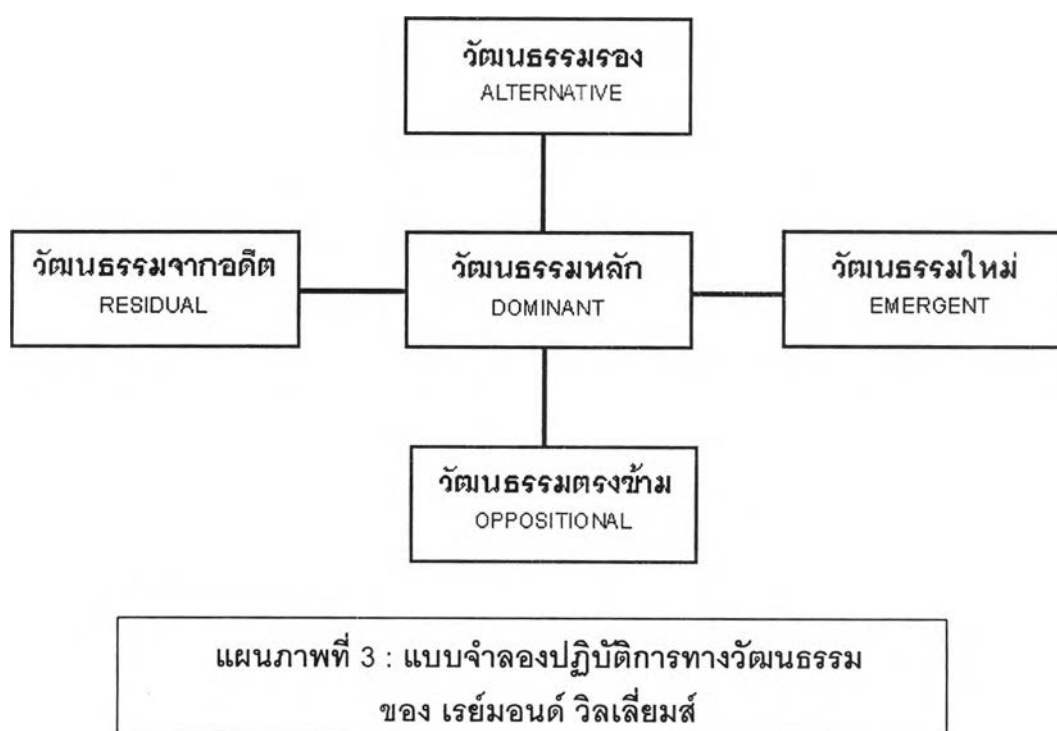 วัฒนธรรมรอง
ALTERNATIVE
วัฒนธรรมจากอดีต
RESIDUAL
วัฒนธรรมหลัก
DOMINANT
วัฒนธรรมใหม่
EMERGENT
วัฒนธรรมตรงข้าม
OPPOSITIONAL
แผนภาพที่ 3 : แบบจำลองปฏิบัติการทางวัฒนธรรม
ของ เรย์มอนด์ วิลเลี่ยมส์